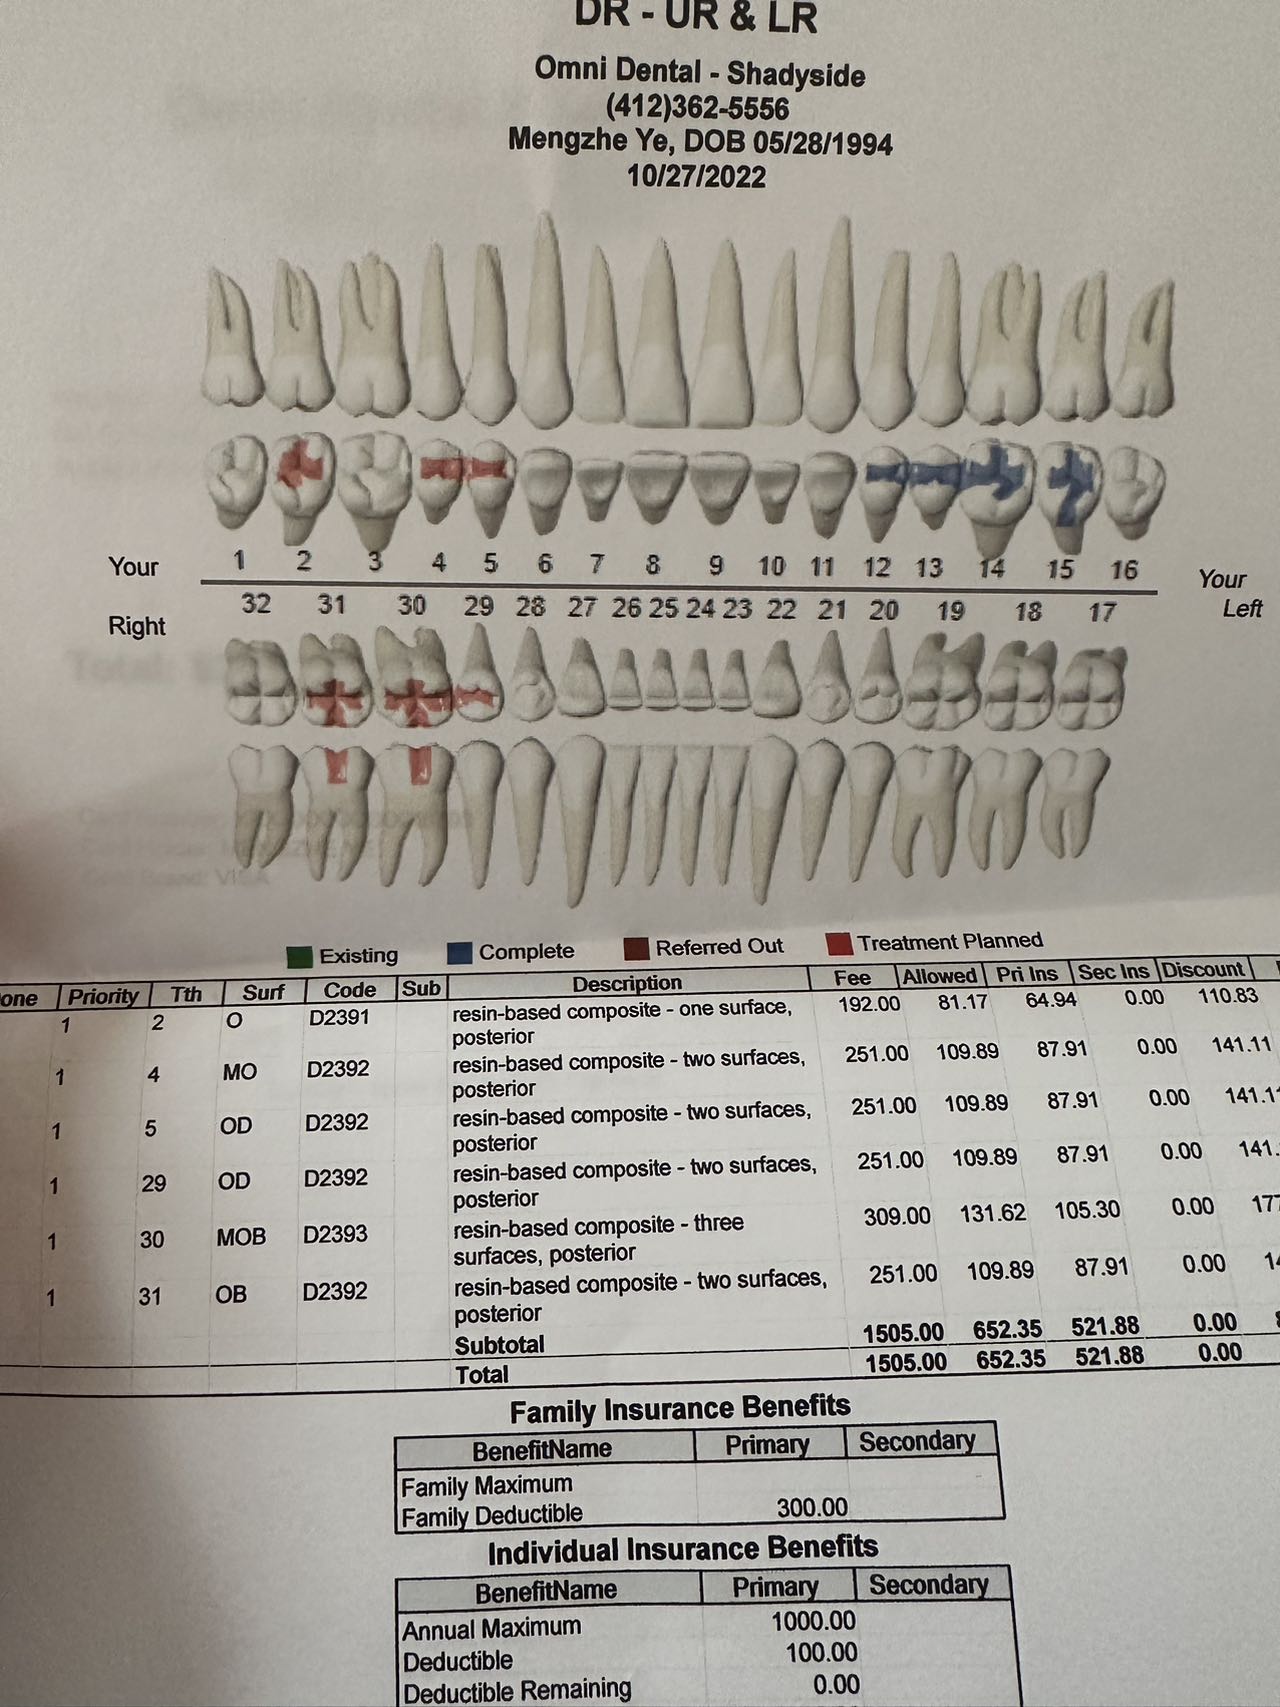 DR - UR & LR
Omni Dental - Shadyside
(412)362-5556
Mengzhe Ye, DOB 05/28/1994
10/27/2022
Your Right
1 2 3 4 5 6 7 8 9 10 11 12 13 14 15 16
32 31 30 29 28 27 26 25 24 23 22 21 20 19 18 17
Your Left
Existing Complete Referred Out Treatment Planned
one Priority Tth Surf Code Sub Description Fee Allowed Pri Ins Sec Ins Discount
1 2 O D2391 resin-based composite - one surface, 192.00 81.17 64.94 0.00 110.83
posterior
1 4 MO D2392 resin-based composite - two surfaces, 251.00 109.89 87.91 0.00 141.11
posterior
1 5 OD D2392 resin-based composite - two surfaces, 251.00 109.89 87.91 0.00 141.1
posterior
1 29 OD D2392 resin-based composite - two surfaces, 251.00 109.89 87.91 0.00 141.
posterior
1 30 MOB D2393 resin-based composite - three 309.00 131.62 105.30 0.00 177
surfaces, posterior
1 31 OB D2392 resin-based composite - two surfaces, 251.00 109.89 87.91 0.00 14
posterior
Subtotal 1505.00 652.35 521.88 0.00
Total 1505.00 652.35 521.88 0.00
Family Insurance Benefits
BenefitName Primary Secondary
Family Maximum
Family Deductible 300.00
Individual Insurance Benefits
BenefitName Primary Secondary
Annual Maximum 1000.00
Deductible 100.00
Deductible Remaining 0.00